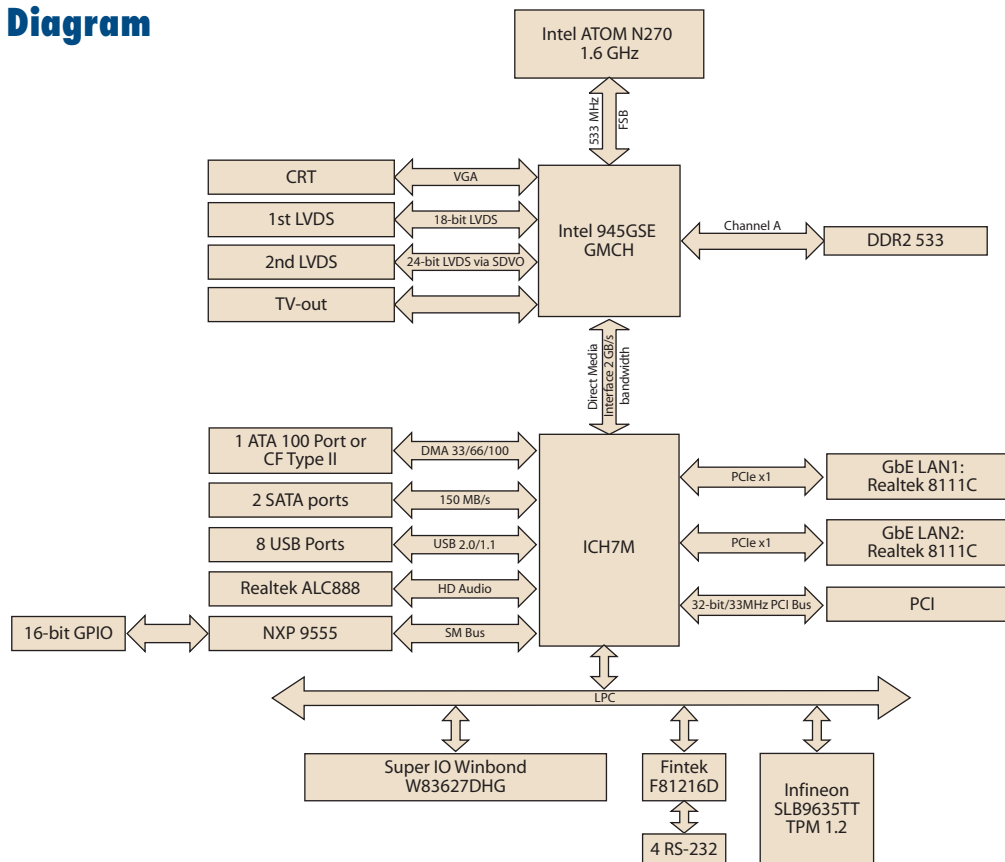 Diagram
Intel ATOM N270
1.6 GHz
533 MHz
FSB
CRT
VGA
1st LVDS
18-bit LVDS
2nd LVDS
24-bit LVDS via SDVO
TV-out
Intel 945GSE
GMCH
Channel A
DDR2 533
Direct Media
Interface 2 GB/s
bandwidth
1 ATA 100 Port or
CF Type II
DMA 33/66/100
2 SATA ports
150 MB/s
8 USB Ports
USB 2.0/1.1
Realtek ALC888
HD Audio
16-bit GPIO
NXP 9555
SM Bus
ICH7M
PCIe x1
GbE LAN1:
Realtek 8111C
PCIe x1
GbE LAN2:
Realtek 8111C
32-bit/33MHz PCI Bus
PCI
LPC
Super IO Winbond
W83627DHG
Fintek
F81216D
4 RS-232
Infineon
SLB9635TT
TPM 1.2